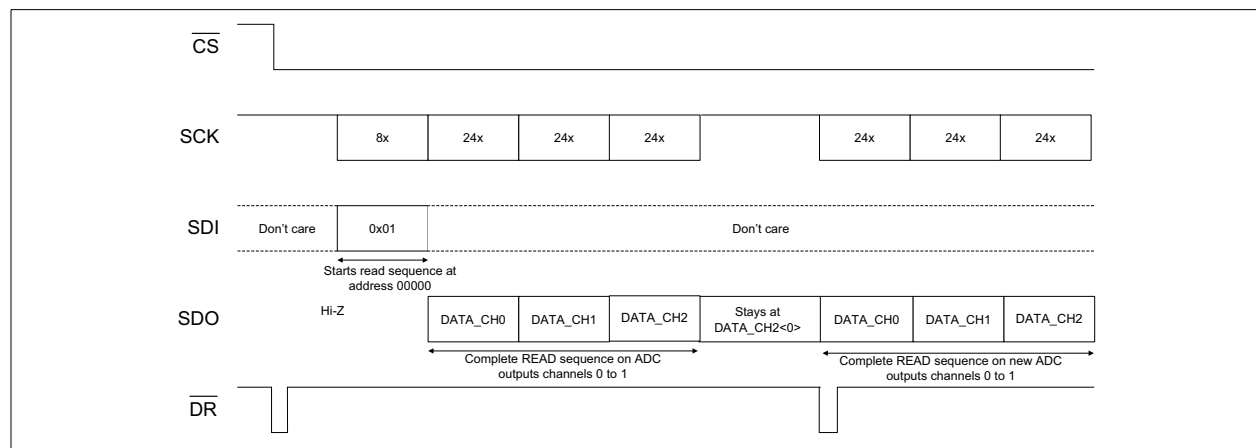 CS
SCK
8x
24x
24x
24x
24x
24x
24x
SDI
Don't care
0x01
Don't care
Starts read sequence at
address 00000
SDO
Hi-Z
DATA_CH0
DATA_CH1
DATA_CH2
Stays at
DATA_CH2<0>
DATA_CH0
DATA_CH1
DATA_CH2
Complete READ sequence on ADC
outputs channels 0 to 1
Complete READ sequence on new ADC
outputs channels 0 to 1
DR